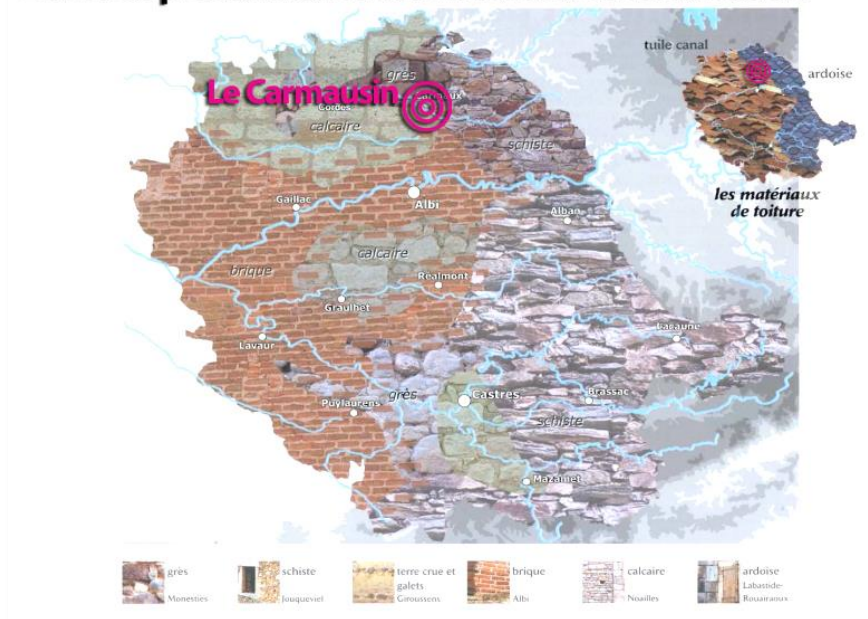 tuile canal
ardoise
grès
Le Carmausin
Cordes
calcaire
schiste
les matériaux
de toiture
Gaillac
Albi
Alban
calcaire
brique
Réalmont
Graulhet
Lavaur
Lacaune
Puylaurens
grès
Castres
Brassac
schiste
Mazamet
grès
Monestiés
schiste
Jouqueviel
terre crue et
galets
Giroussens
brique
Albi
calcaire
Noailles
ardoise
Labastide-
Rouairoux